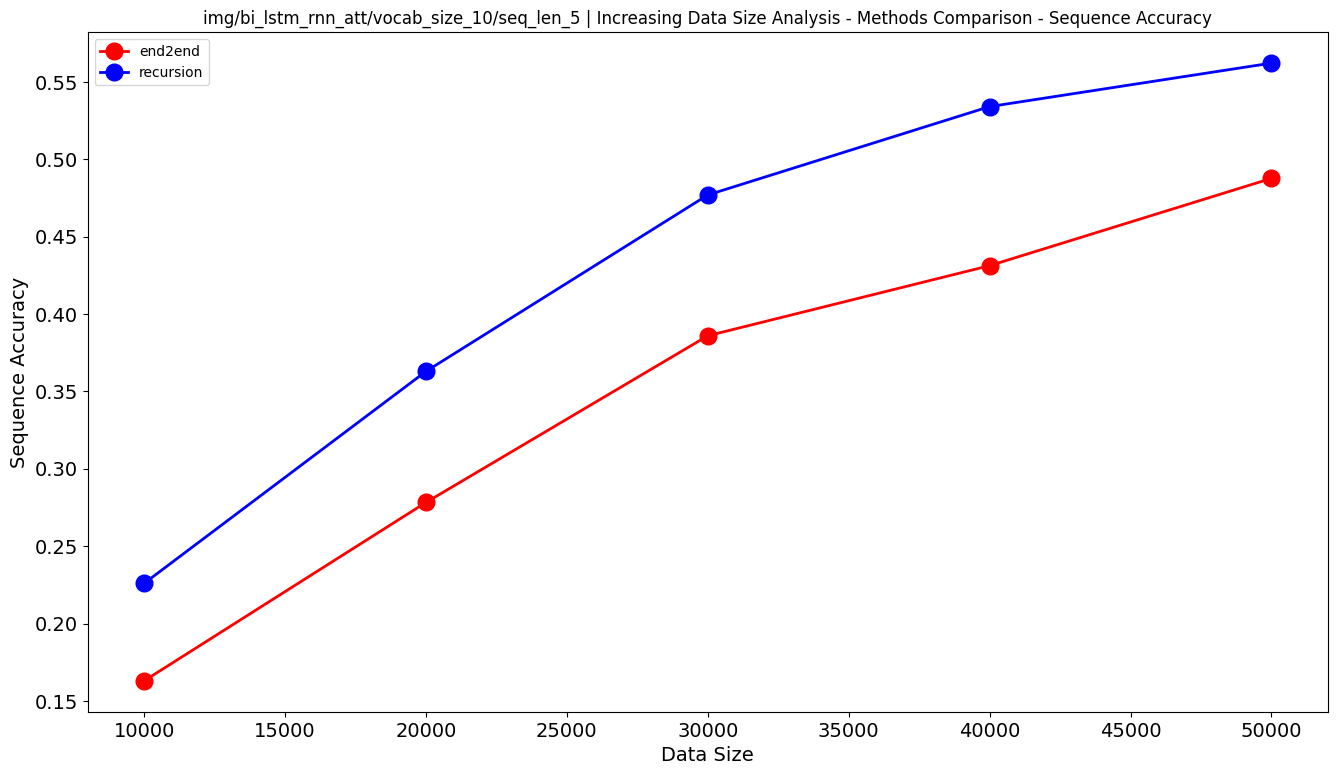 img/bi_lstm_rnn_att/vocab_size_10/seq_len_5 | Increasing Data Size Analysis - Methods Comparison - Sequence Accuracy
end2end
recursion
0.55
0.50
0.45
0.40
0.35
0.30
0.25
0.20
0.15
Sequence Accuracy
10000 15000 20000 25000 30000 35000 40000 45000 50000
Data Size